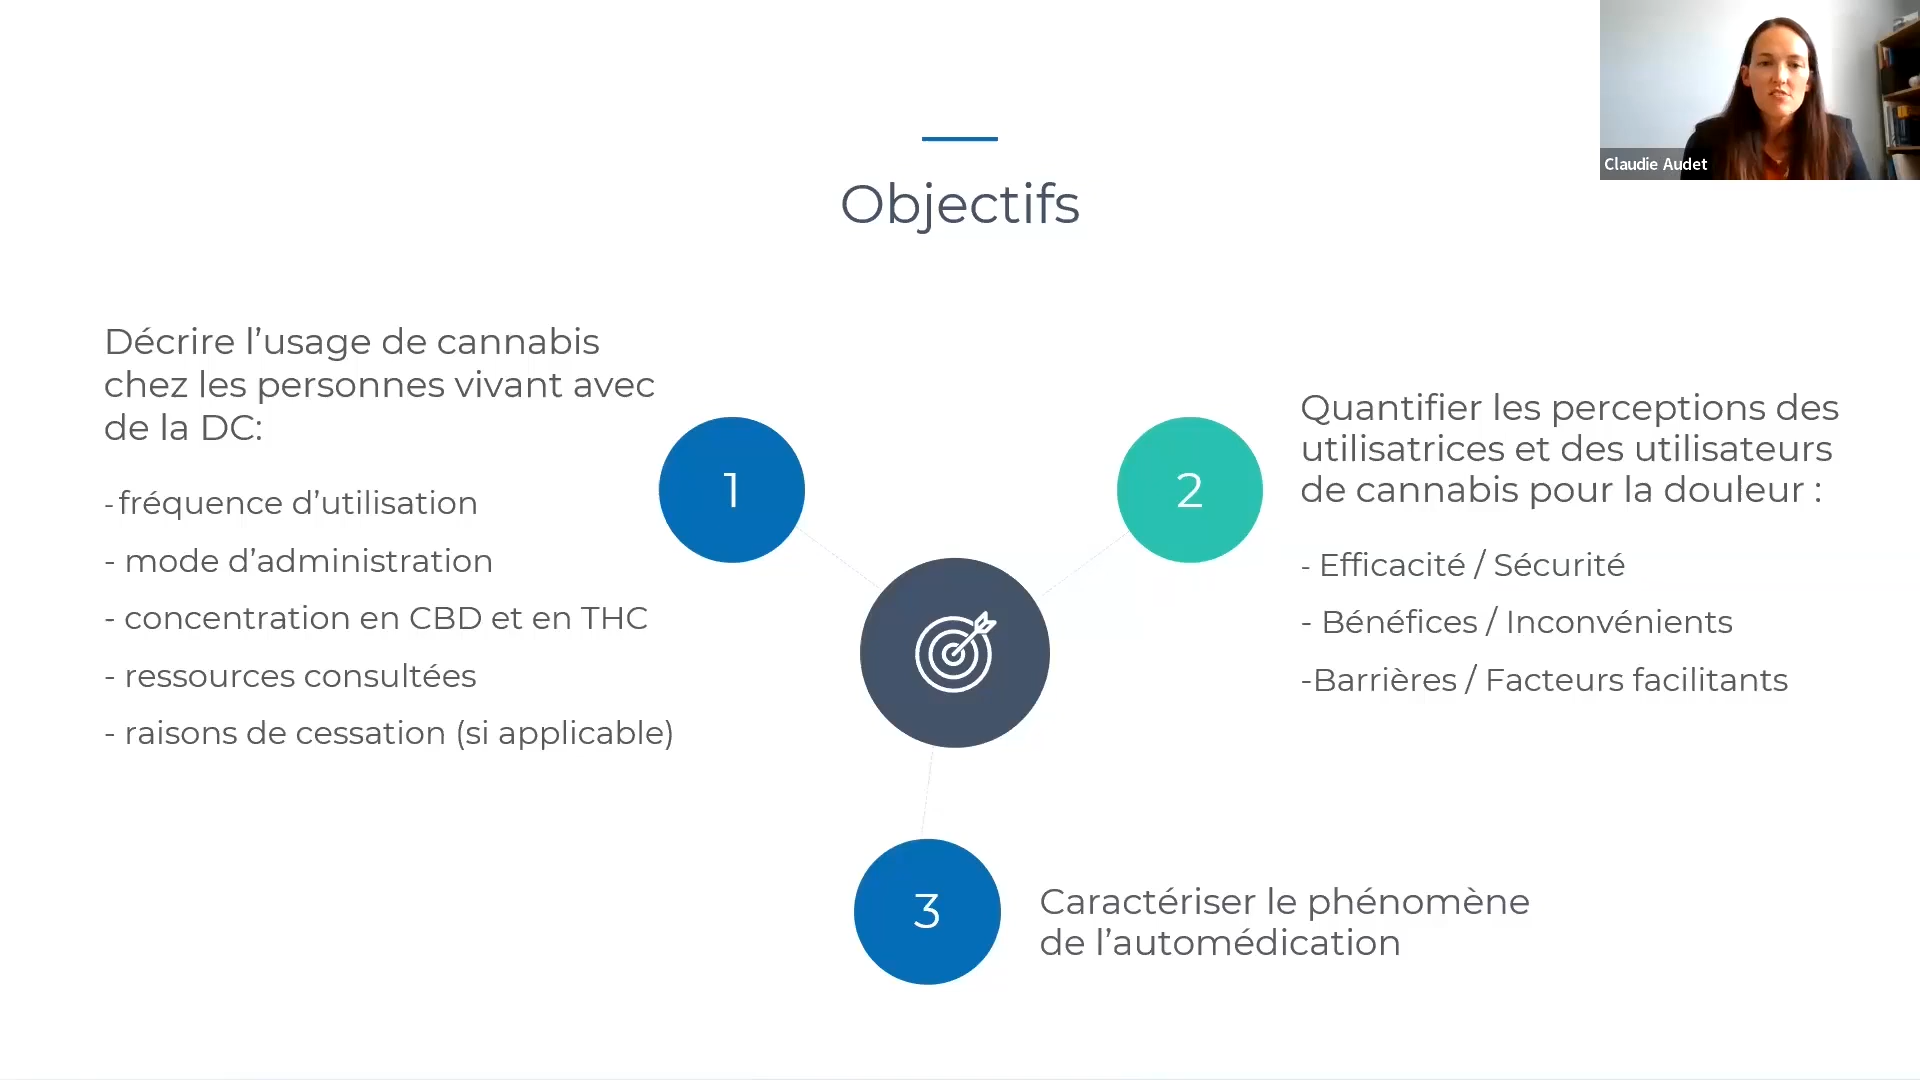 Claudie Audet
Objectifs
Décrire l’usage de cannabis
chez les personnes vivant avec
de la DC:
-fréquence d’utilisation
- mode d’administration
- concentration en CBD et en THC
- ressources consultées
- raisons de cessation (si applicable)
1
2
Quantifier les perceptions des
utilisatrices et des utilisateurs
de cannabis pour la douleur :
- Efficacité / Sécurité
- Bénéfices / Inconvénients
-Barrières / Facteurs facilitants
3
Caractériser le phénomène
de l’automédication